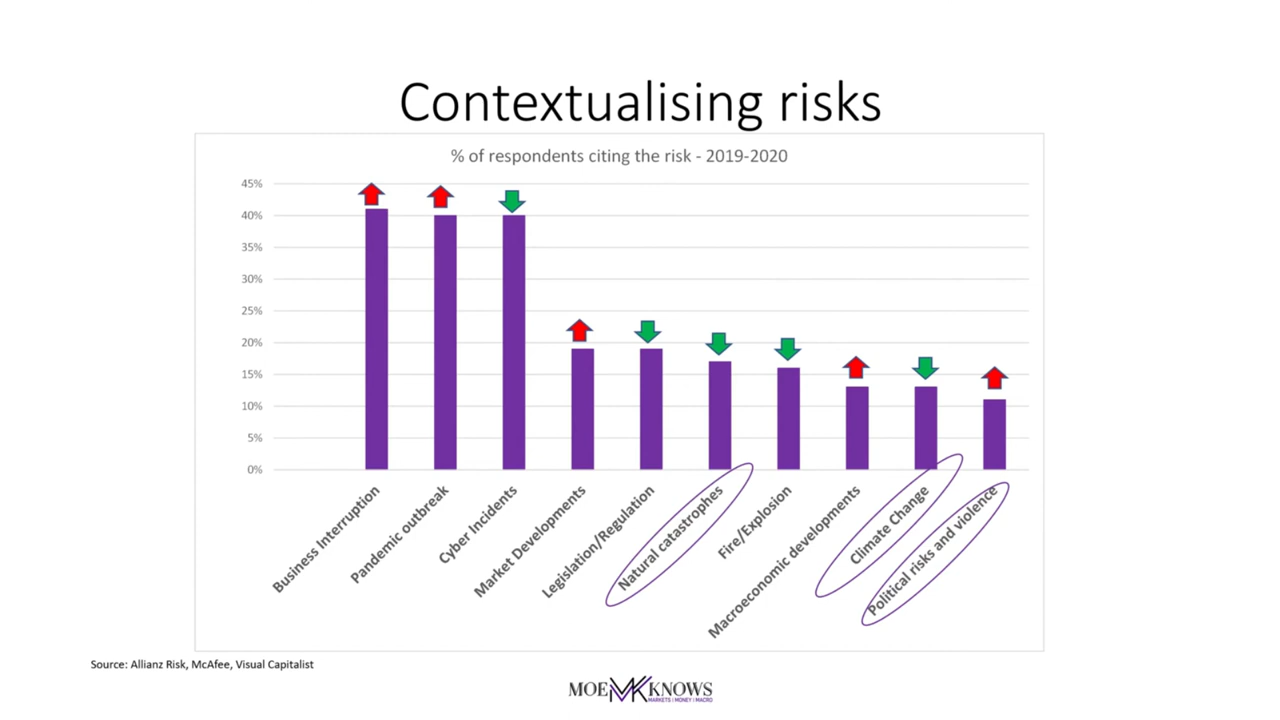 Contextualising risks
% of respondents citing the risk - 2019-2020
45%
40%
35%
30%
25%
20%
15%
10%
5%
0%
Business Interruption
Pandemic outbreak
Cyber Incidents
Market Developments
Legislation/Regulation
Natural catastrophes
Fire/Explosion
Macroeconomic developments
Climate Change
Political risks and violence
Source: Allianz Risk, McAfee, Visual Capitalist
MOE MK KNOWS
MARKETS | MONEY | MACRO